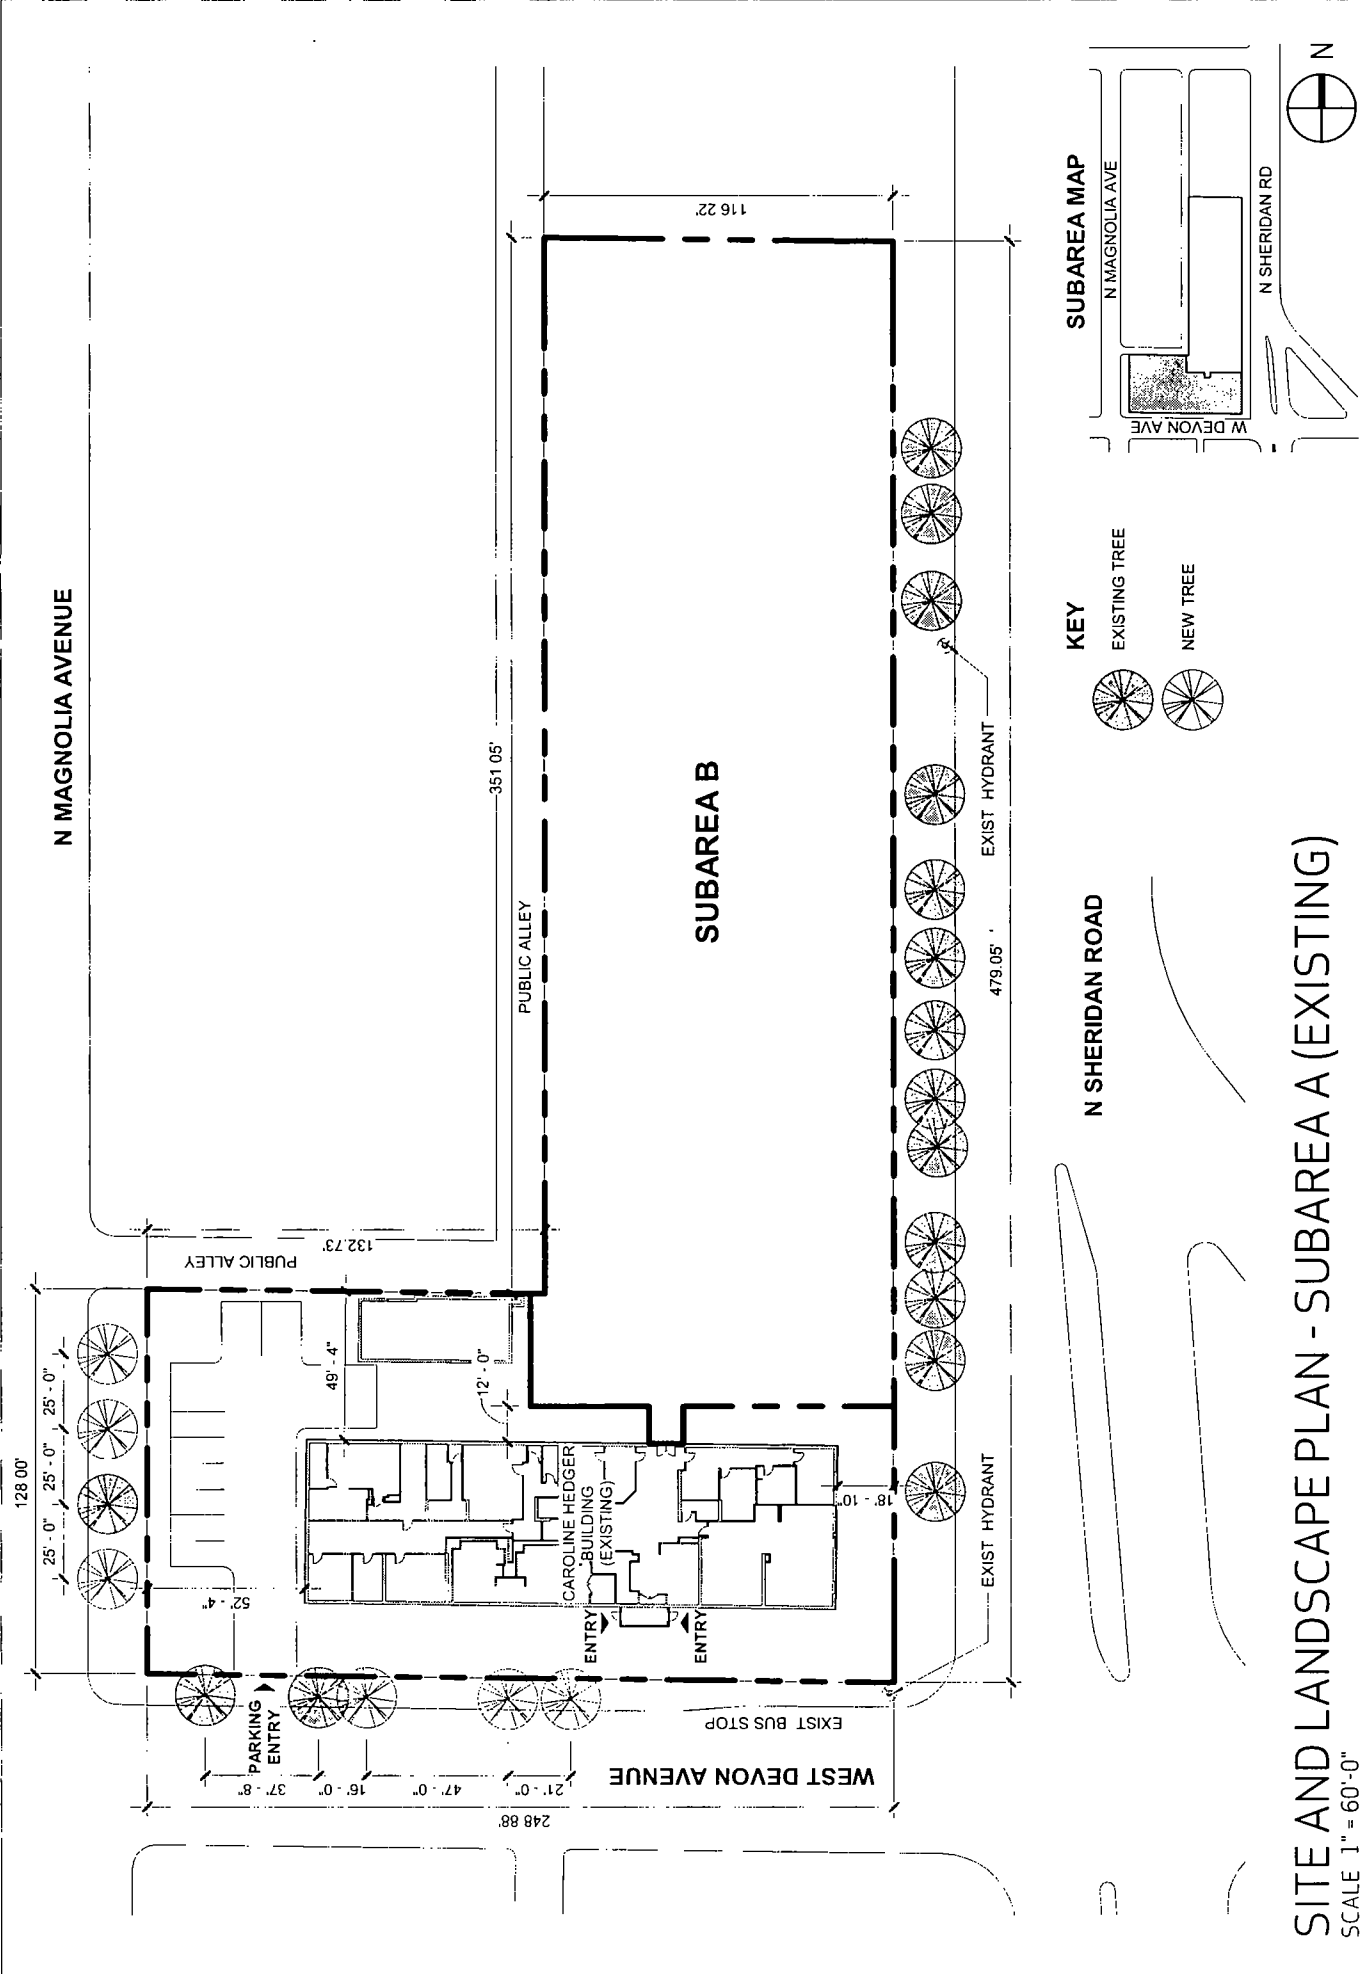 N MAGNOLIA AVENUE
128 00'
25' - 0"
25' - 0"
25' - 0"
PUBLIC ALLEY
132.73'
351 05'
PUBLIC ALLEY
116 22'
49' - 4"
12' - 0"
52' - 4"
18' - 10"
CAROLINE HEDGER
BUILDING
(EXISTING)
ENTRY
ENTRY
SUBAREA B
PARKING
ENTRY
EXIST BUS STOP
37' - 8"
16' - 0"
47' - 0"
21' - 0"
248 88'
WEST DEVON AVENUE
EXIST HYDRANT
EXIST HYDRANT
479.05' '
N SHERIDAN ROAD
KEY
EXISTING TREE
NEW TREE
SUBAREA MAP
N MAGNOLIA AVE
W DEVON AVE
N SHERIDAN RD
N
SITE AND LANDSCAPE PLAN - SUBAREA A (EXISTING)
SCALE 1" = 60'-0"